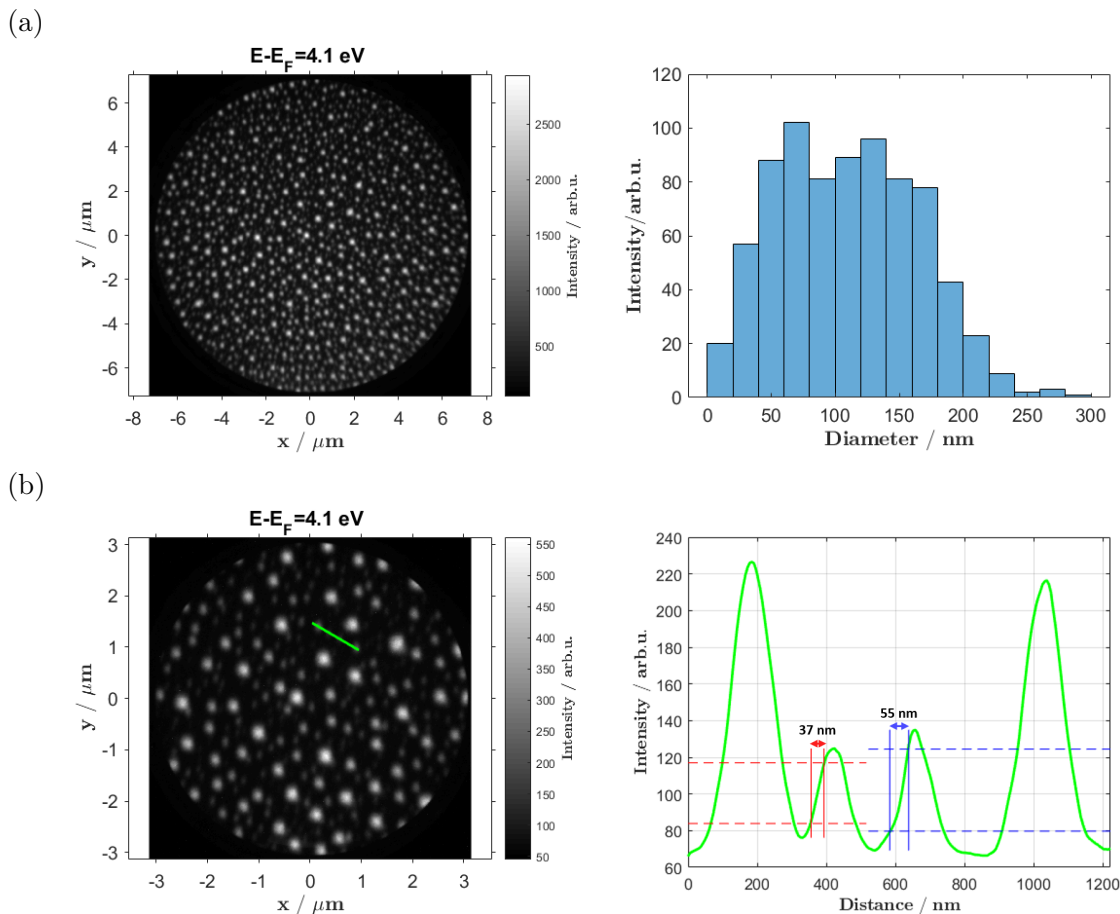 (a)
E-E_F=4.1 eV
6
4
2
0
-2
-4
-6
y / μm
-8 -6 -4 -2 0 2 4 6 8
x / μm
2500
2000
1500
1000
500
Intensity / arb.u.
120
100
80
60
40
20
0
Intensity/arb.u.
0 50 100 150 200 250 300
Diameter / nm
(b)
E-E_F=4.1 eV
3
2
1
0
-1
-2
-3
y / μm
-3 -2 -1 0 1 2 3
x / μm
550
500
450
400
350
300
250
200
150
100
50
Intensity / arb.u.
240
220
200
180
160
140
120
100
80
60
Intensity / arb.u.
37 nm
55 nm
0 200 400 600 800 1000 1200
Distance / nm